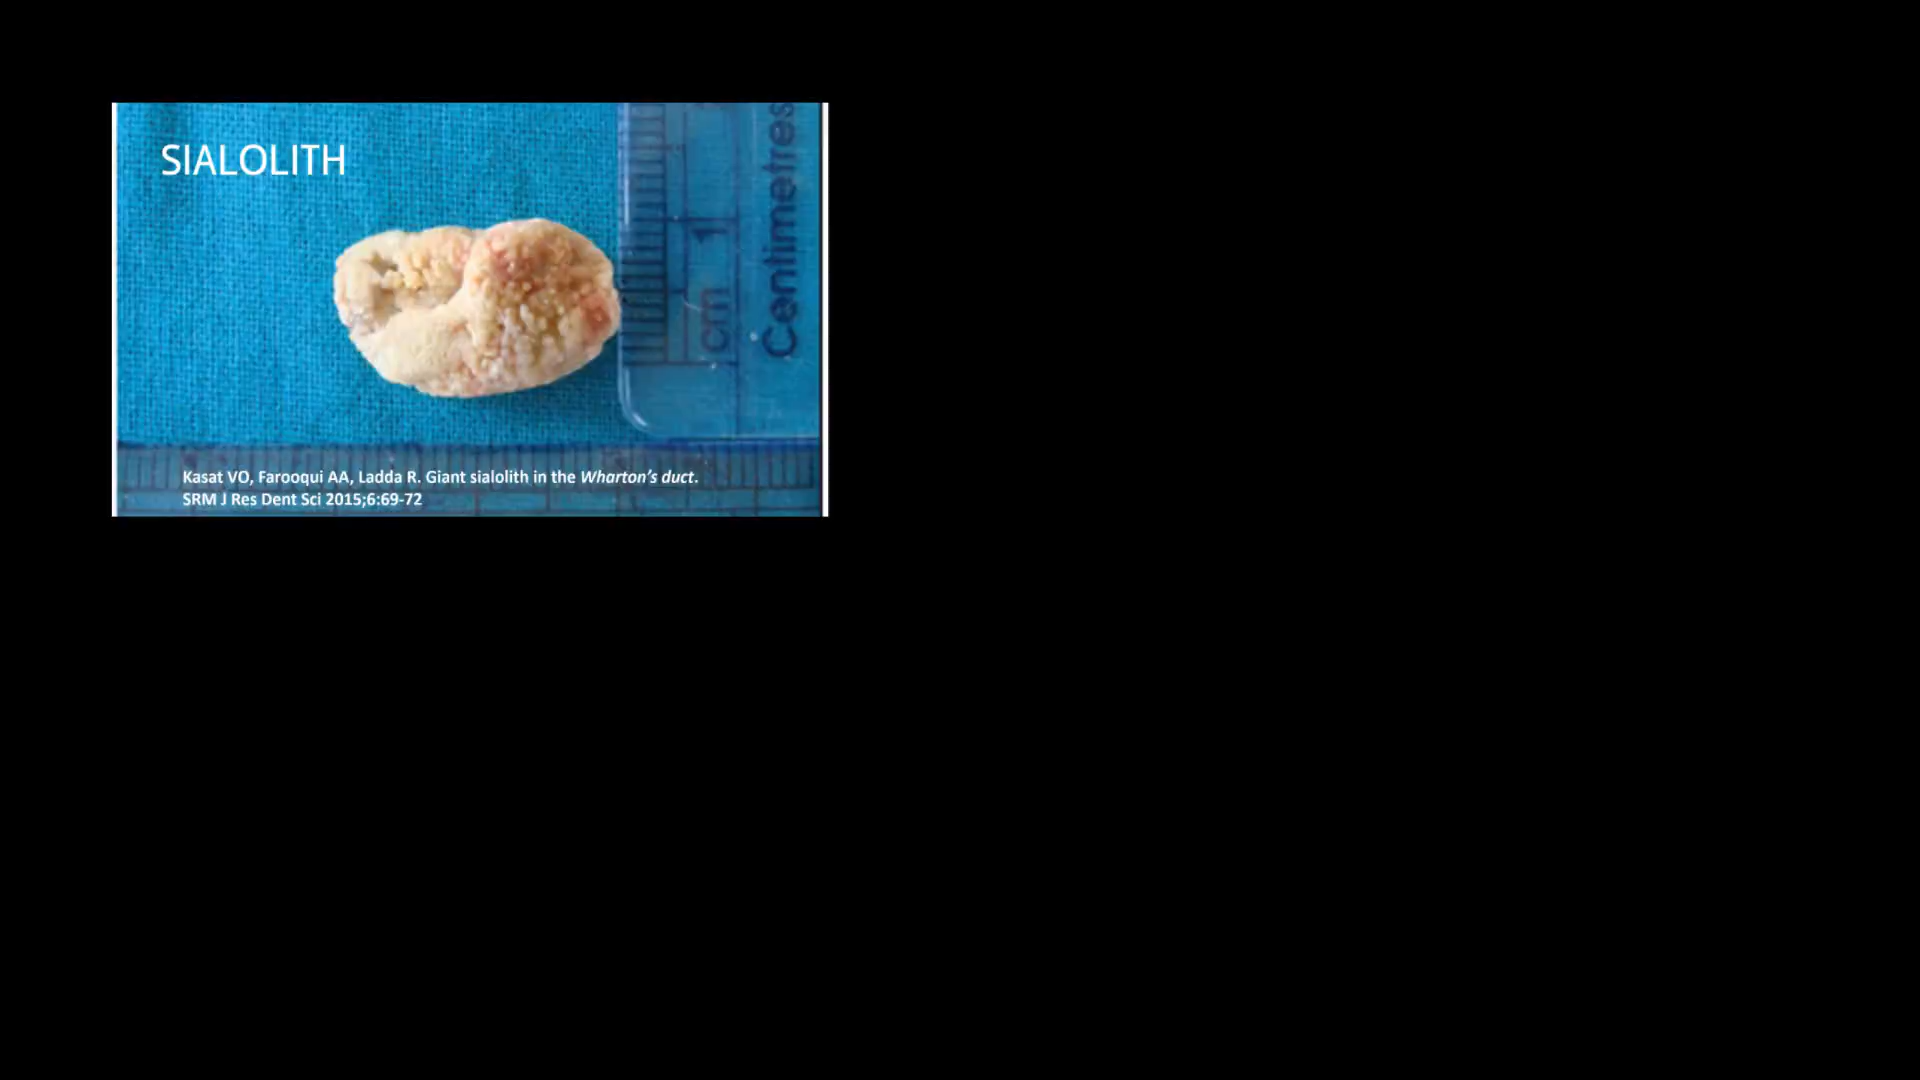 SIALOLITH
Centimetres
1
cm
Kasat VO, Farooqui AA, Ladda R. Giant sialolith in the Wharton's duct.
SRM J Res Dent Sci 2015;6:69-72